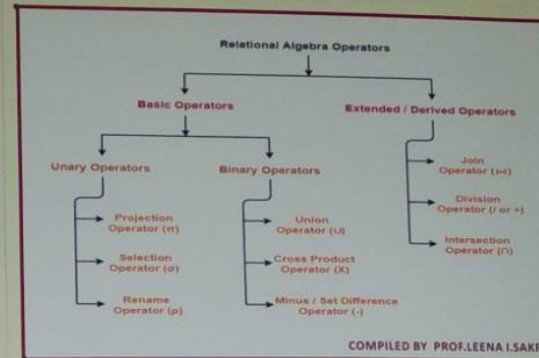 Relational Algebra Operators
Basic Operators
Extended / Derived Operators
Unary Operators
Binary Operators
Projection
Operator (π)
Selection
Operator (σ)
Rename
Operator (ρ)
Union
Operator (∪)
Cross Product
Operator (X)
Minus / Set Difference
Operator (-)
Join
Operator (⋈)
Division
Operator (/ or ÷)
Intersection
Operator (∩)
COMPILED BY PROF.LEENA I.SAKR